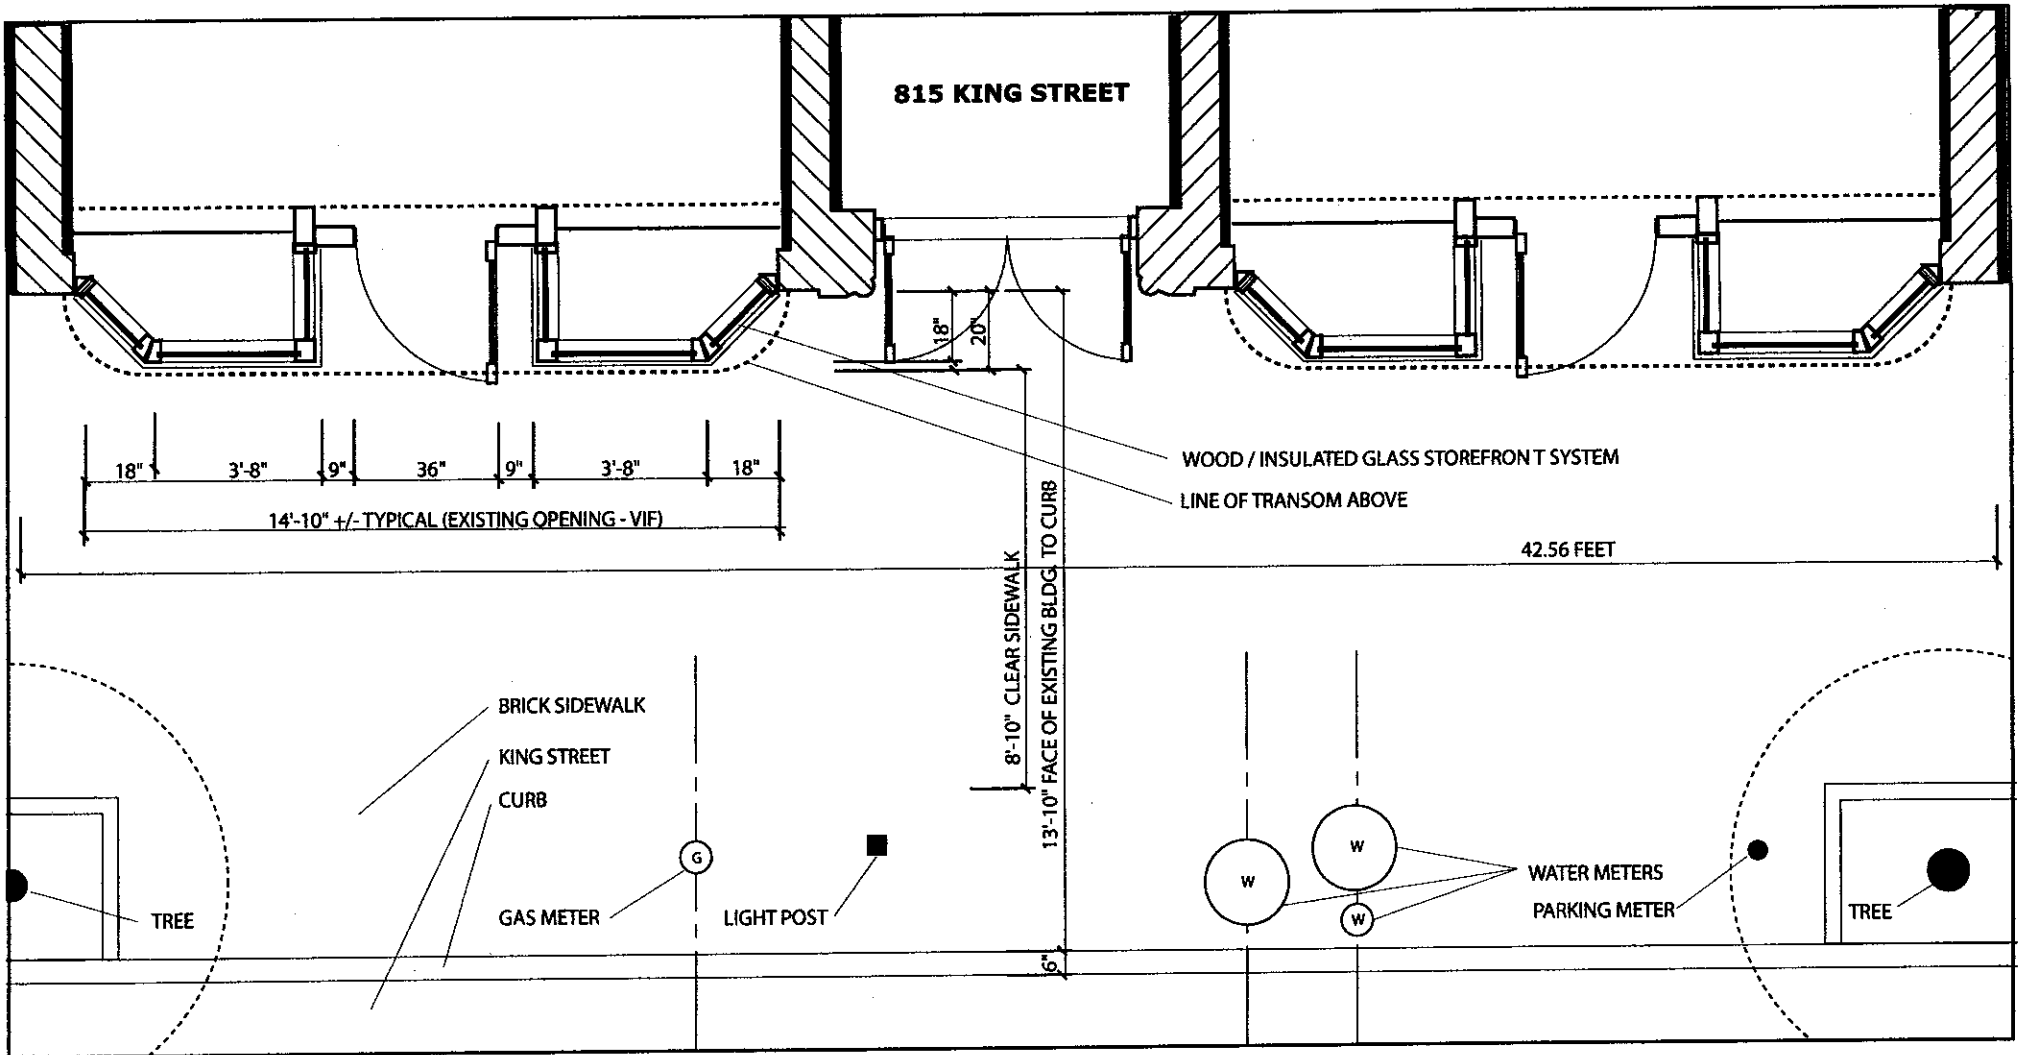 815 KING STREET
18"
20"
WOOD / INSULATED GLASS STOREFRONT SYSTEM
LINE OF TRANSOM ABOVE
18"
3'-8"
9"
36"
9"
3'-8"
18"
14'-10" +/- TYPICAL (EXISTING OPENING - VIF)
42.56 FEET
8'-10" CLEAR SIDEWALK
13'-10" FACE OF EXISTING BLDG. TO CURB
6"
BRICK SIDEWALK
KING STREET
CURB
G
W
W
W
TREE
GAS METER
LIGHT POST
WATER METERS
PARKING METER
TREE